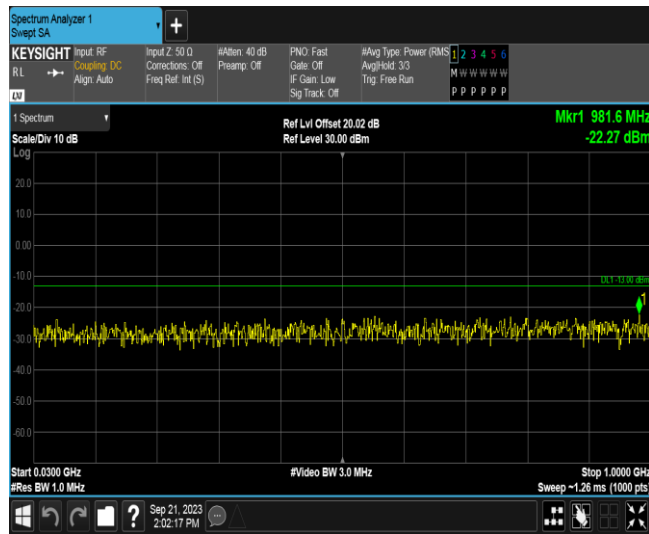 Spectrum Analyzer 1
Swept SA
+
KEYSIGHT
RL
LXI
Input: RF
Coupling: DC
Align: Auto
Input Z: 50 Ω
Corrections: Off
Freq Ref: Int (S)
#Atten: 40 dB
Preamp: Off
PNO: Fast
Gate: Off
IF Gain: Low
Sig Track: Off
#Avg Type: Power (RMS
Avg|Hold: 3/3
Trig: Free Run
1 2 3 4 5 6
M W W W W W
P P P P P P
1 Spectrum
Scale/Div 10 dB
Ref Lvl Offset 20.02 dB
Ref Level 30.00 dBm
Mkr1 981.6 MHz
-22.27 dBm
Log
20.0
10.0
0.00
-10.0
-20.0
-30.0
-40.0
-50.0
-60.0
DL1 -13.00 dBm
1
Start 0.0300 GHz
#Res BW 1.0 MHz
#Video BW 3.0 MHz
Stop 1.0000 GHz
Sweep ~1.26 ms (1000 pts)
?
Sep 21, 2023
2:02:17 PM